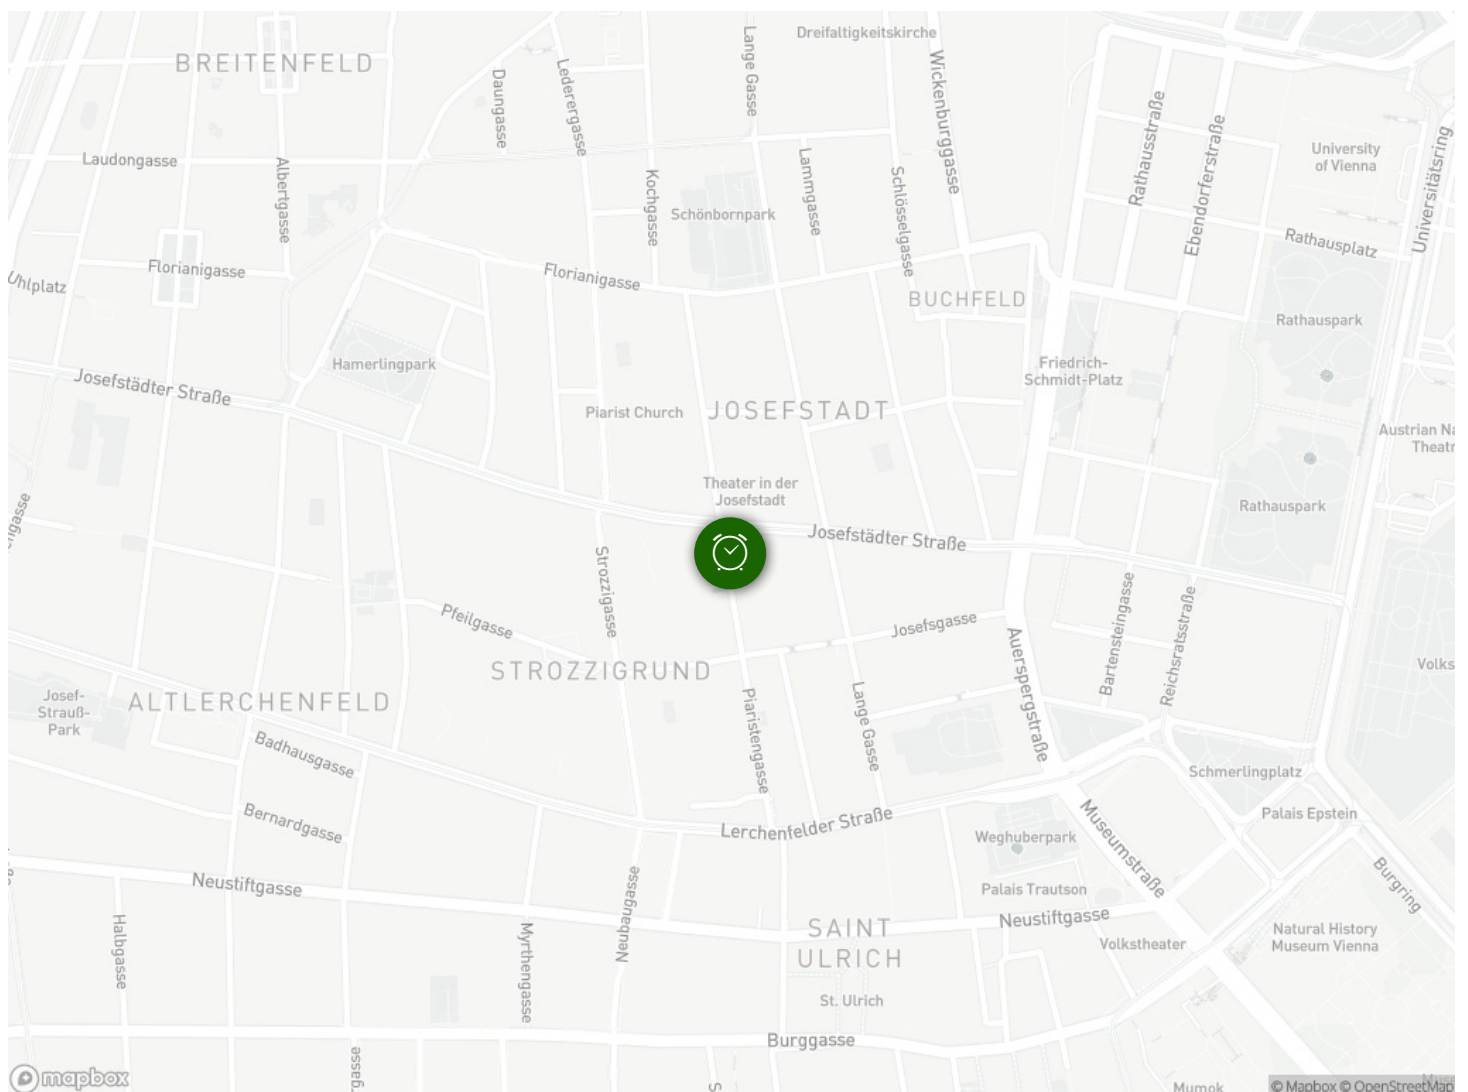 Dreifaltigkeitskirche
Lange Gasse
BREITENFELD
Wickenburggasse
Daungasse
Lederergasse
Rathausstraße
Ebendorferstraße
University
of Vienna
Universitätsring
Laudongasse
Albertgasse
Kochgasse
Lammgasse
Schlösselgasse
Schönbornpark
Rathausplatz
Uhlplatz
Florianigasse
Florianigasse
BUCHFELD
Rathauspark
Hamerlingpark
Friedrich-
Schmidt-Platz
Josefstädter Straße
Piarist Church
JOSEFSTADT
Austrian Na
Theatr
Theater in der
Josefstadt
Rathauspark
Josefstädter Straße
engasse
Strozzigasse
Pfeilgasse
Josefsgasse
Bartensteingasse
Reichsratsstraße
Auerspergstraße
STROZZIGRUND
Volks
Josef-
Strauß-
Park
ALTLERCHENFELD
Piaristengasse
Lange Gasse
Badhausgasse
Schmerlingplatz
Bernardgasse
Lerchenfelder Straße
Palais Epstein
Weghuberpark
Museumstraße
Burgring
Palais Trautson
Neustiftgasse
Neubaugasse
Neustiftgasse
Halbgasse
Myrthengasse
SAINT
ULRICH
Volkstheater
Natural History
Museum Vienna
St. Ulrich
Burggasse
mapbox
Mumok
© Mapbox © OpenStreetMap